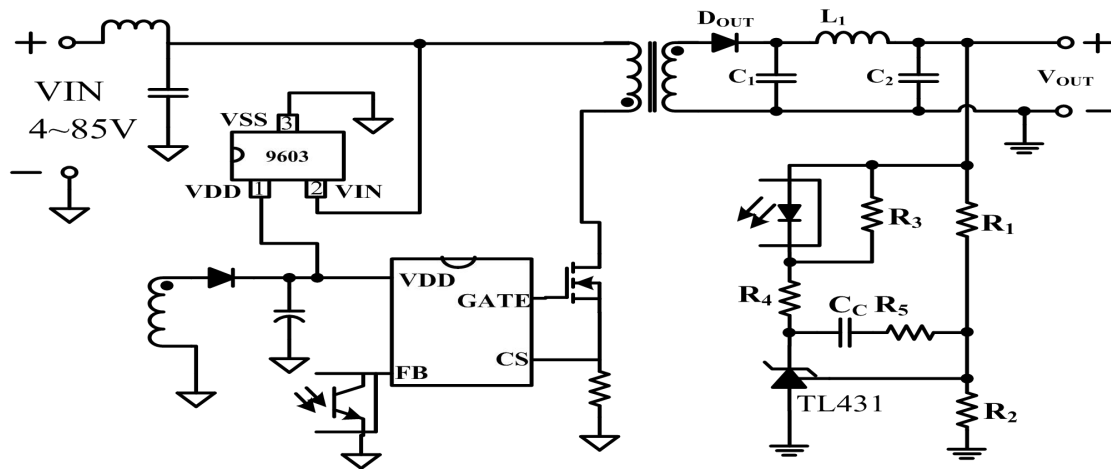 +
VIN
4~85V
−
VSS
3
9603
VDD
1
2
VIN
VDD
GATE
CS
FB
DOUT
L1
C1
C2
+
VOUT
−
R3
R1
R4
CC
R5
TL431
R2